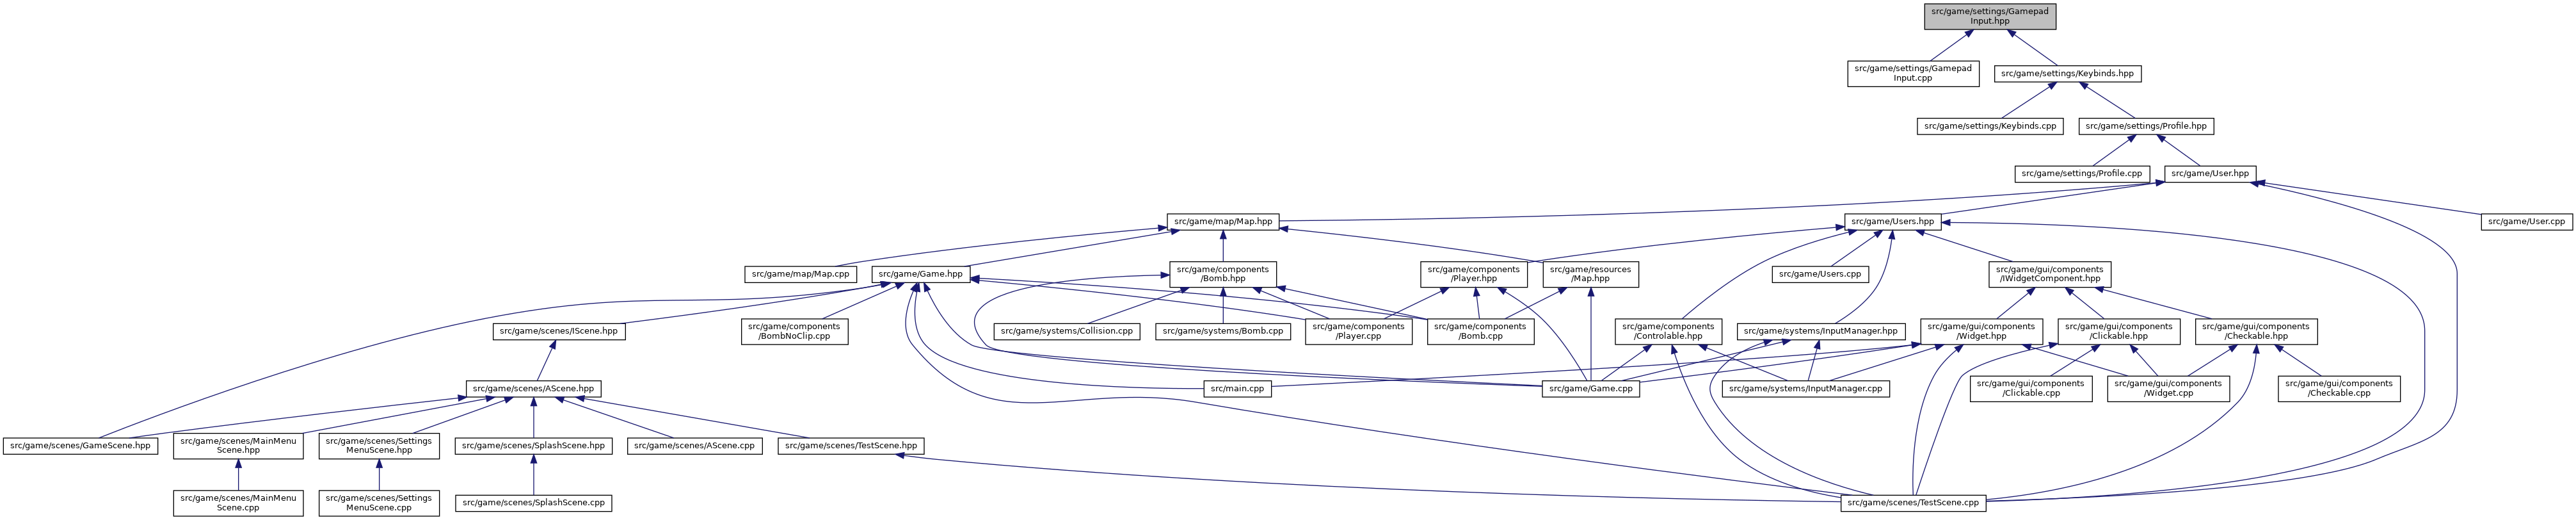 src/game/settings/Gamepad
Input.hpp
src/game/settings/Gamepad
Input.cpp
src/game/settings/Keybinds.hpp
src/game/settings/Keybinds.cpp
src/game/settings/Profile.hpp
src/game/settings/Profile.cpp
src/game/User.hpp
src/game/map/Map.hpp
src/game/Users.hpp
src/game/User.cpp
src/game/map/Map.cpp
src/game/Game.hpp
src/game/components
/Bomb.hpp
src/game/components
/Player.hpp
src/game/resources
/Map.hpp
src/game/Users.cpp
src/game/gui/components
/IWidgetComponent.hpp
src/game/scenes/IScene.hpp
src/game/components
/BombNoClip.cpp
src/game/systems/Collision.cpp
src/game/systems/Bomb.cpp
src/game/components
/Player.cpp
src/game/components
/Bomb.cpp
src/game/components
/Controlable.hpp
src/game/systems/InputManager.hpp
src/game/gui/components
/Widget.hpp
src/game/gui/components
/Clickable.hpp
src/game/gui/components
/Checkable.hpp
src/game/scenes/AScene.hpp
src/main.cpp
src/game/Game.cpp
src/game/systems/InputManager.cpp
src/game/gui/components
/Clickable.cpp
src/game/gui/components
/Widget.cpp
src/game/gui/components
/Checkable.cpp
src/game/scenes/GameScene.hpp
src/game/scenes/MainMenu
Scene.hpp
src/game/scenes/Settings
MenuScene.hpp
src/game/scenes/SplashScene.hpp
src/game/scenes/AScene.cpp
src/game/scenes/TestScene.hpp
src/game/scenes/MainMenu
Scene.cpp
src/game/scenes/Settings
MenuScene.cpp
src/game/scenes/SplashScene.cpp
src/game/scenes/TestScene.cpp